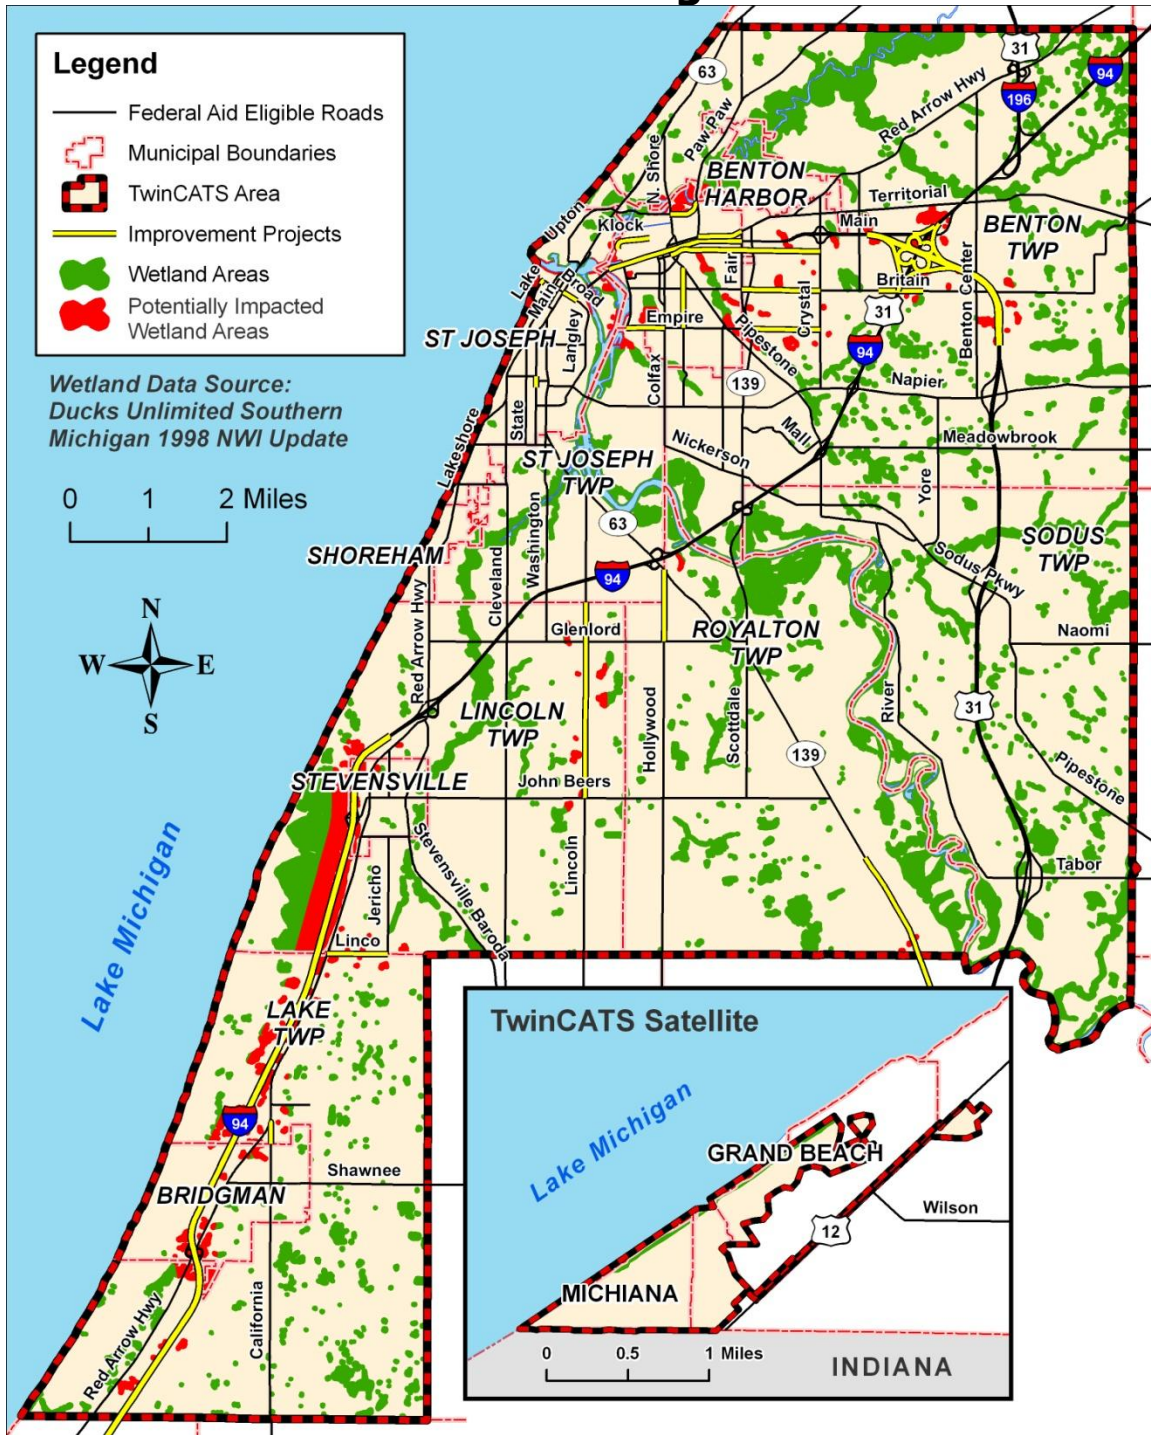 g
Legend
Federal Aid Eligible Roads
Municipal Boundaries
TwinCATS Area
Improvement Projects
Wetland Areas
Potentially Impacted
Wetland Areas
Wetland Data Source:
Ducks Unlimited Southern
Michigan 1998 NWI Update
0 1 2 Miles
N
W E
S
63
31
94
196
Red Arrow Hwy
Paw Paw
N. Shore
BENTON
HARBOR
Territorial
Upton
Klock
Main
BENTON
TWP
Lake
Main
Broad
Fair
Britain
Benton Center
Crystal
31
Empire
Pipestone
ST JOSEPH
Langley
94
Colfax
139
Napier
State
Mall
Lakeshore
Nickerson
Meadowbrook
ST JOSEPH
TWP
Yore
63
Washington
SODUS
TWP
SHOREHAM
Cleveland
Sodus Pkwy
94
Red Arrow Hwy
Glenlord
ROYALTON
TWP
Naomi
River
LINCOLN
TWP
Hollywood
Scottdale
31
139
STEVENSVILLE
John Beers
Pipestone
Lake Michigan
Stevensville Baroda
Lincoln
Tabor
Jericho
Linco
LAKE
TWP
94
Shawnee
BRIDGMAN
California
Red Arrow Hwy
TwinCATS Satellite
Lake Michigan
GRAND BEACH
Wilson
12
MICHIANA
0 0.5 1 Miles
INDIANA